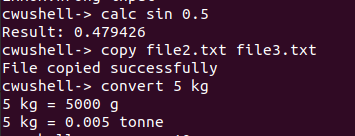 cwushell-> calc sin 0.5
Result: 0.479426
cwushell-> copy file2.txt file3.txt
File copied successfully
cwushell-> convert 5 kg
5 kg = 5000 g
5 kg = 0.005 tonne